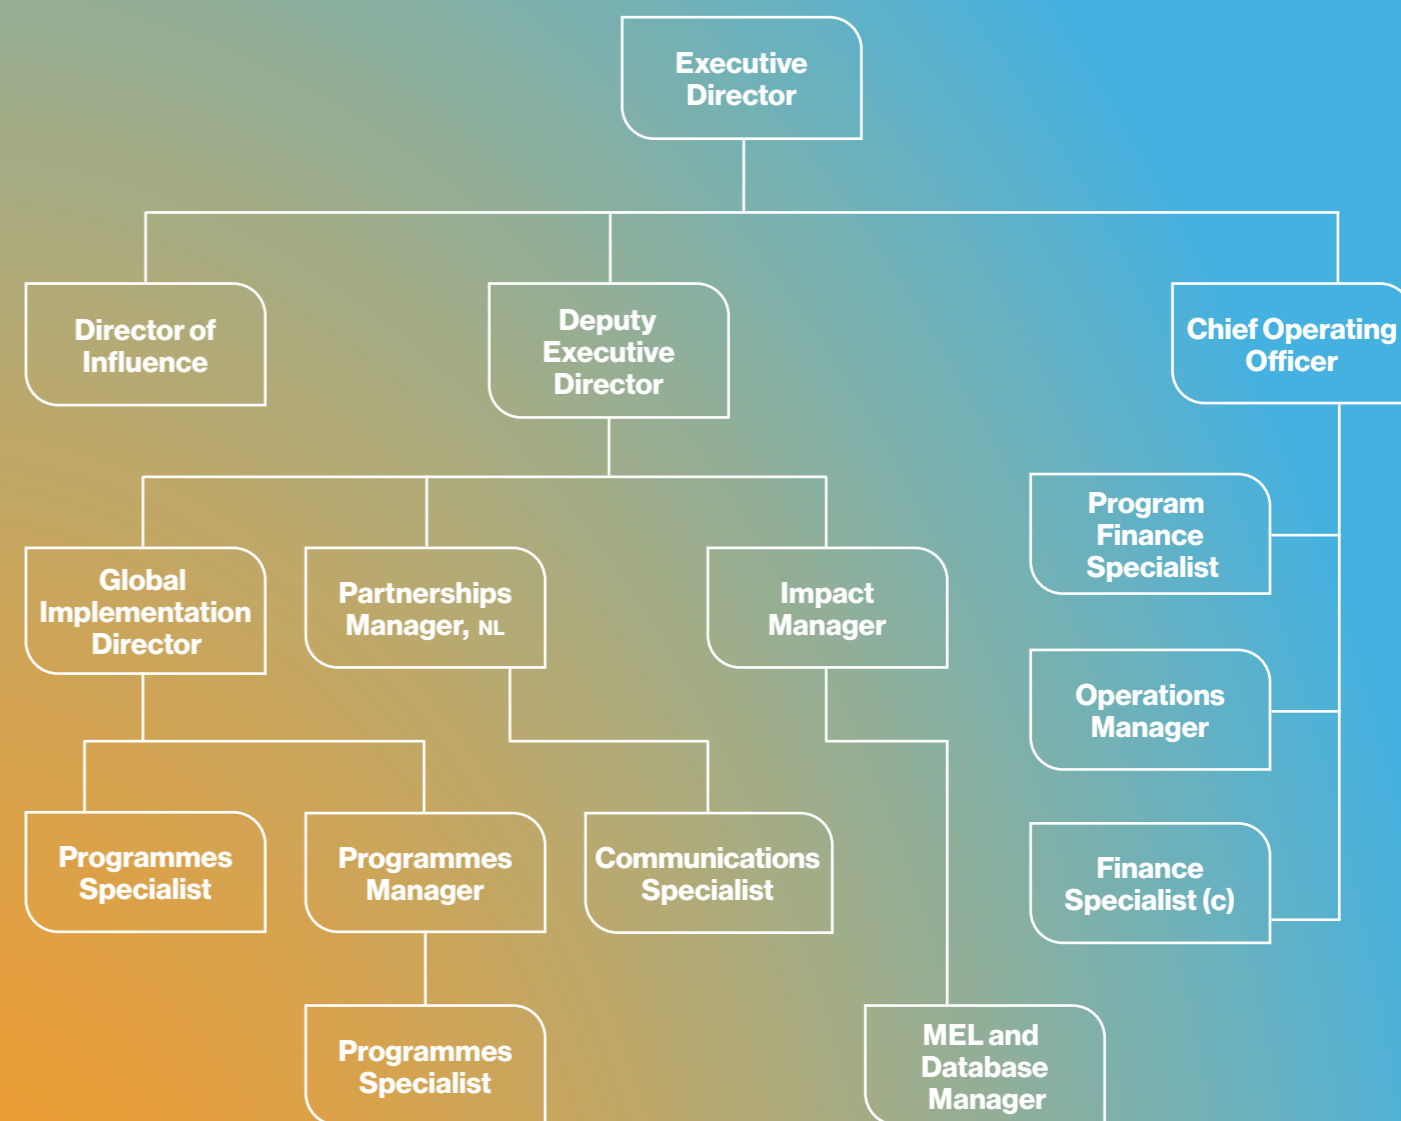 Executive
Director
Director of
Influence
Deputy
Executive
Director
Chief Operating
Officer
Global
Implementation
Director
Partnerships
Manager, NL
Impact
Manager
Program
Finance
Specialist
Operations
Manager
Programmes
Specialist
Programmes
Manager
Communications
Specialist
Finance
Specialist (c)
Programmes
Specialist
MEL and
Database
Manager